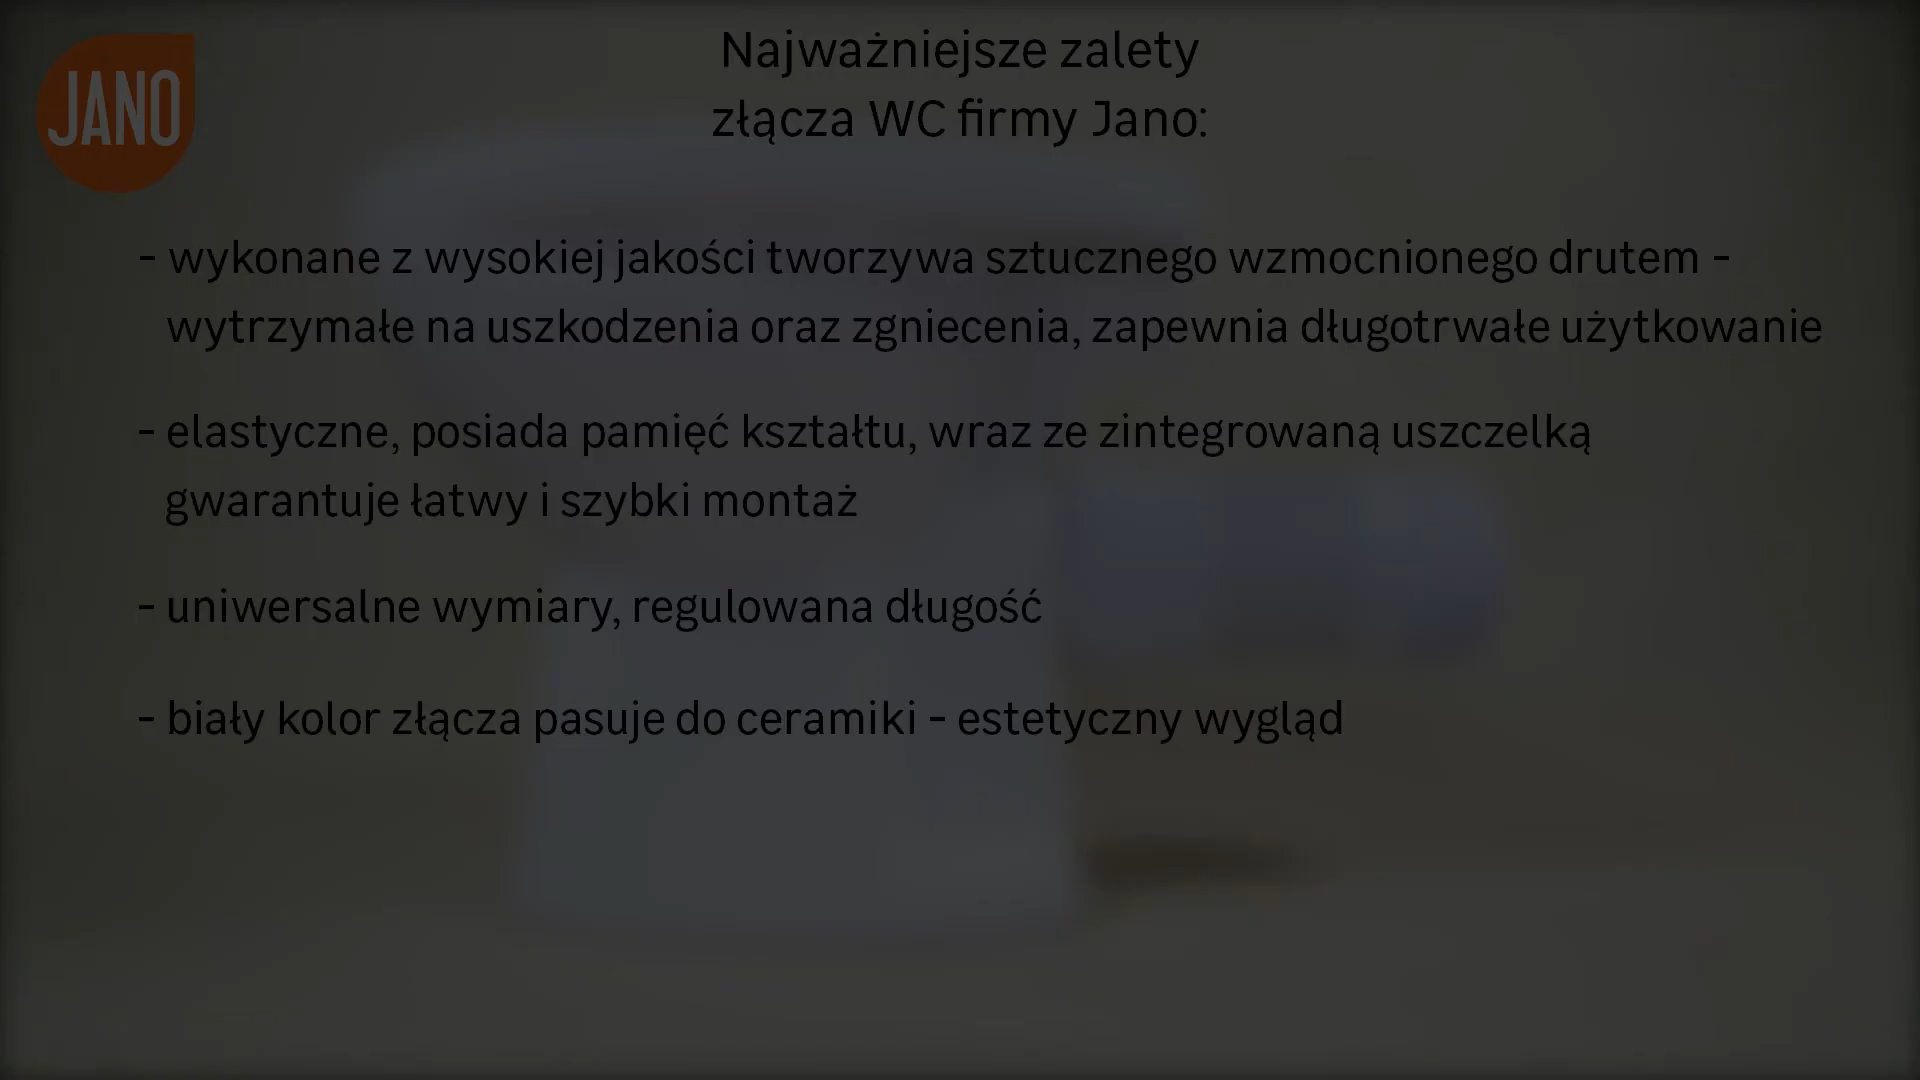 JANO
Najważniejsze zalety
złącza WC firmy Jano:
- wykonane z wysokiej jakości tworzywa sztucznego wzmocnionego drutem -
wytrzymałe na uszkodzenia oraz zgniecenia, zapewnia długotrwałe użytkowanie
- elastyczne, posiada pamięć kształtu, wraz ze zintegrowaną uszczelką
gwarantuje łatwy i szybki montaż
- uniwersalne wymiary, regulowana długość
- biały kolor złącza pasuje do ceramiki - estetyczny wygląd